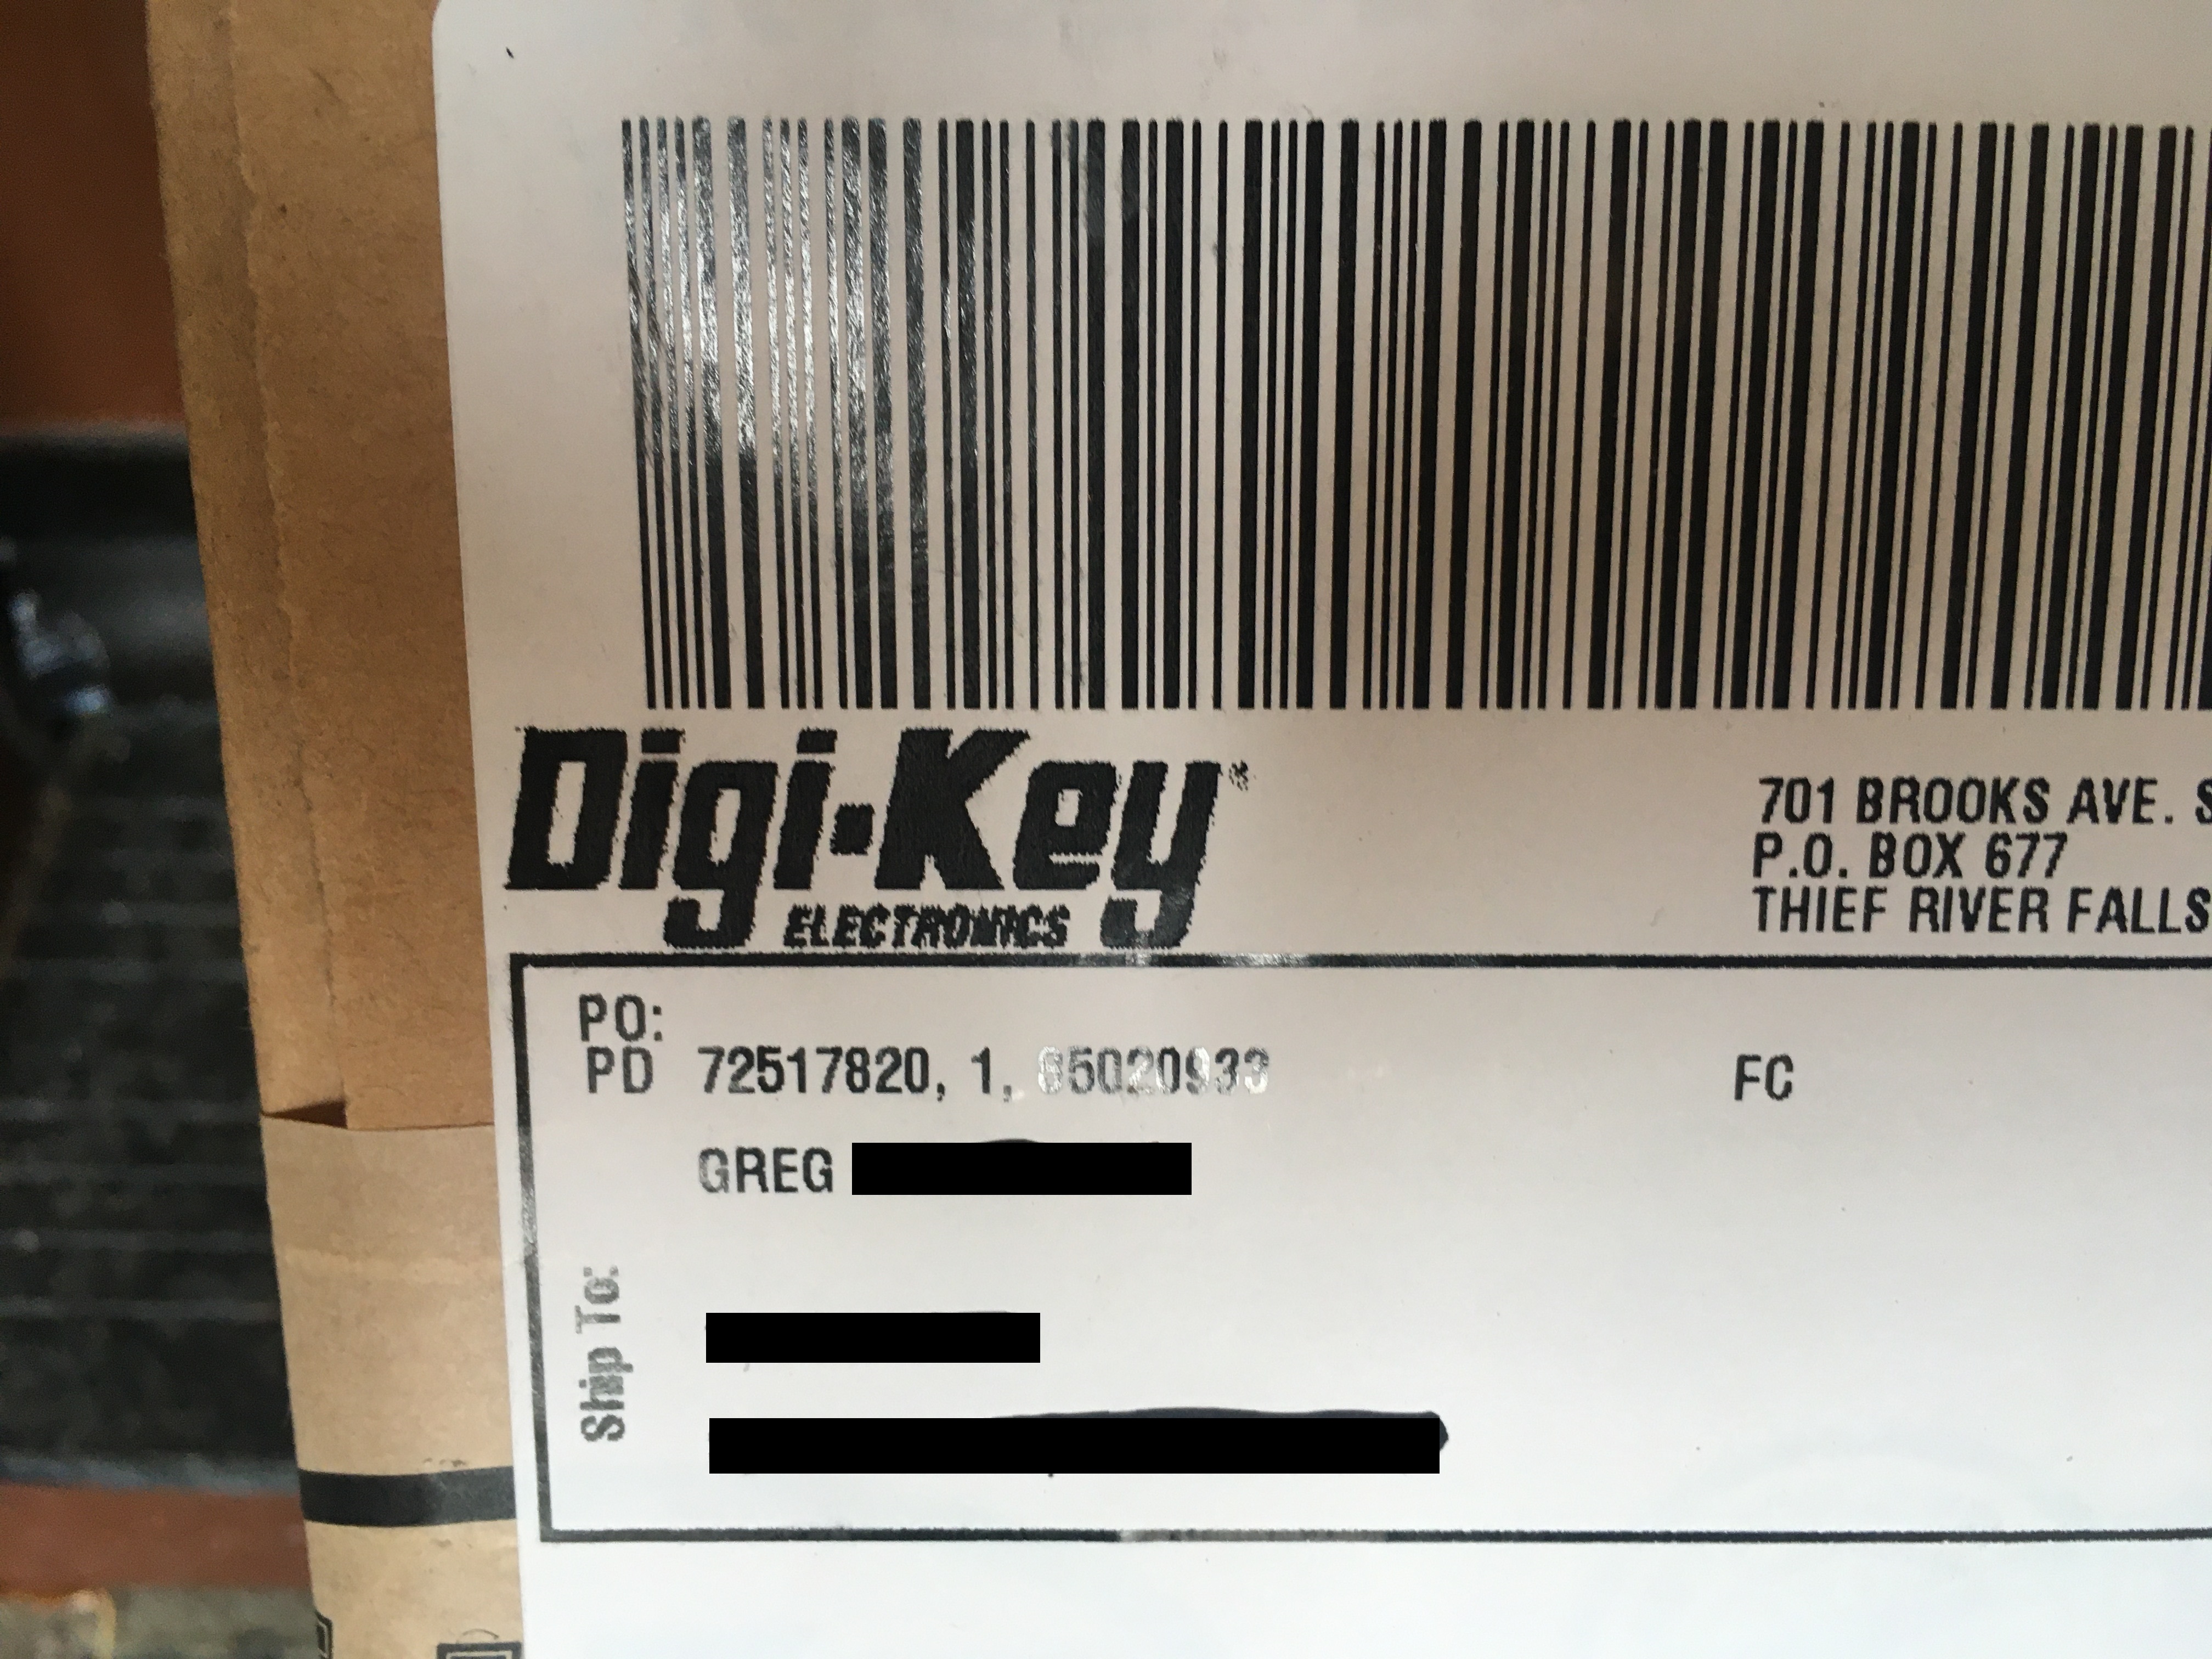 Digi-Key®
ELECTRONICS
701 BROOKS AVE. S
P.O. BOX 677
THIEF RIVER FALLS
PO:
PD 72517820, 1, 65020933 FC
GREG
Ship To: